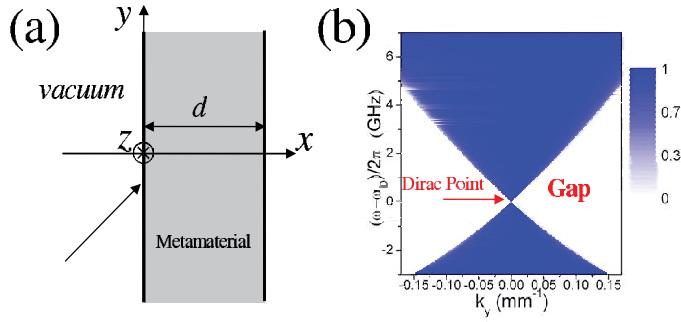 (a)
y
vacuum
d
z
x
Metamaterial
(b)
(ω−ω_D)/2π (GHz)
6
4
2
0
-2
Dirac Point
Gap
-0.15 -0.10 -0.05 0.00 0.05 0.10 0.15
k_y (mm⁻¹)
1
0.7
0.3
0